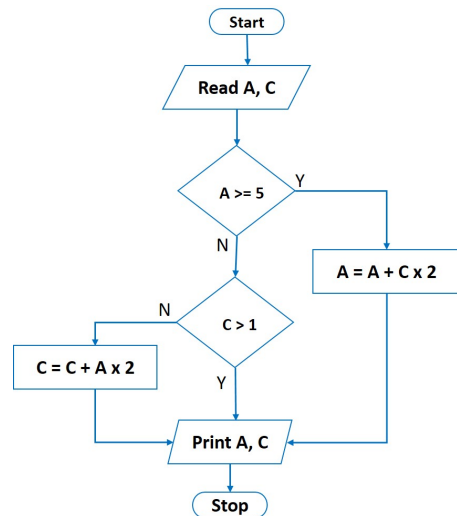 Start
Read A, C
A >= 5
Y
N
A = A + C x 2
N
C > 1
C = C + A x 2
Y
Print A, C
Stop